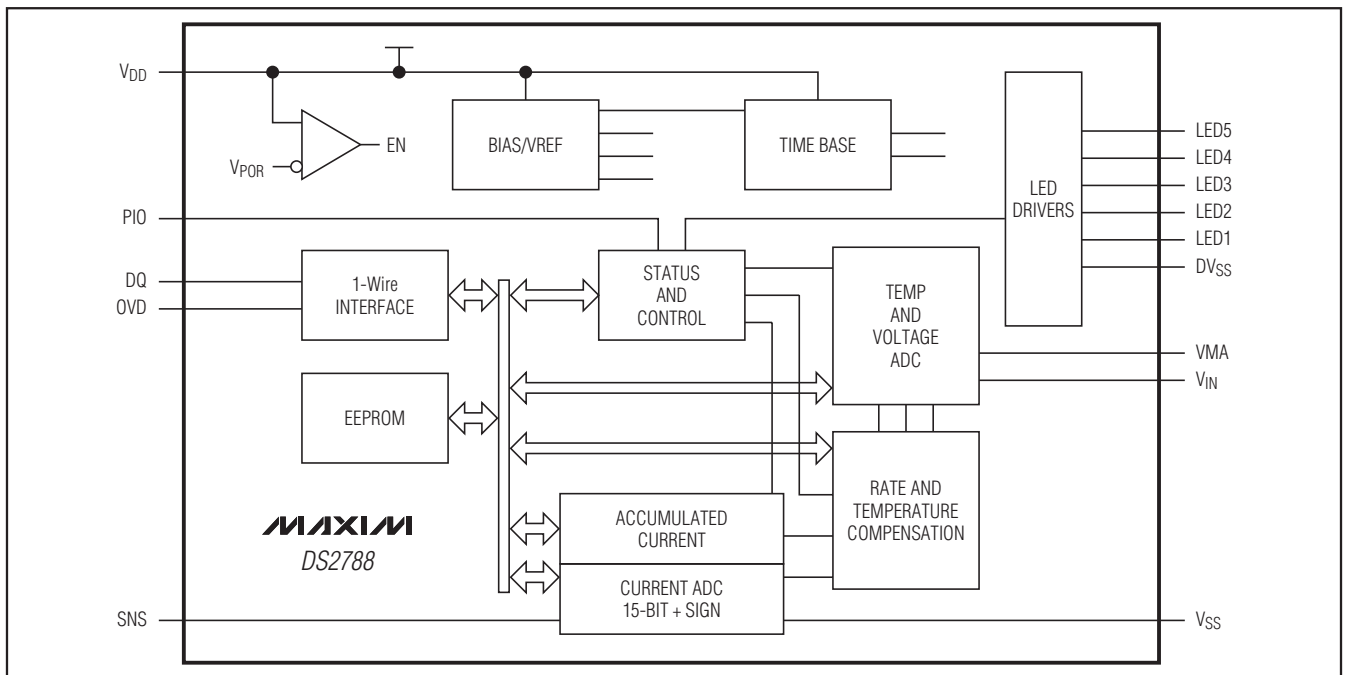 VDD
VPOR
EN
BIAS/VREF
TIME BASE
LED
DRIVERS
LED5
LED4
LED3
LED2
LED1
DVSS
PIO
DQ
OVD
1-Wire
INTERFACE
STATUS
AND
CONTROL
TEMP
AND
VOLTAGE
ADC
VMA
VIN
EEPROM
RATE AND
TEMPERATURE
COMPENSATION
ACCUMULATED
CURRENT
MAXIM
DS2788
CURRENT ADC
15-BIT + SIGN
SNS
VSS